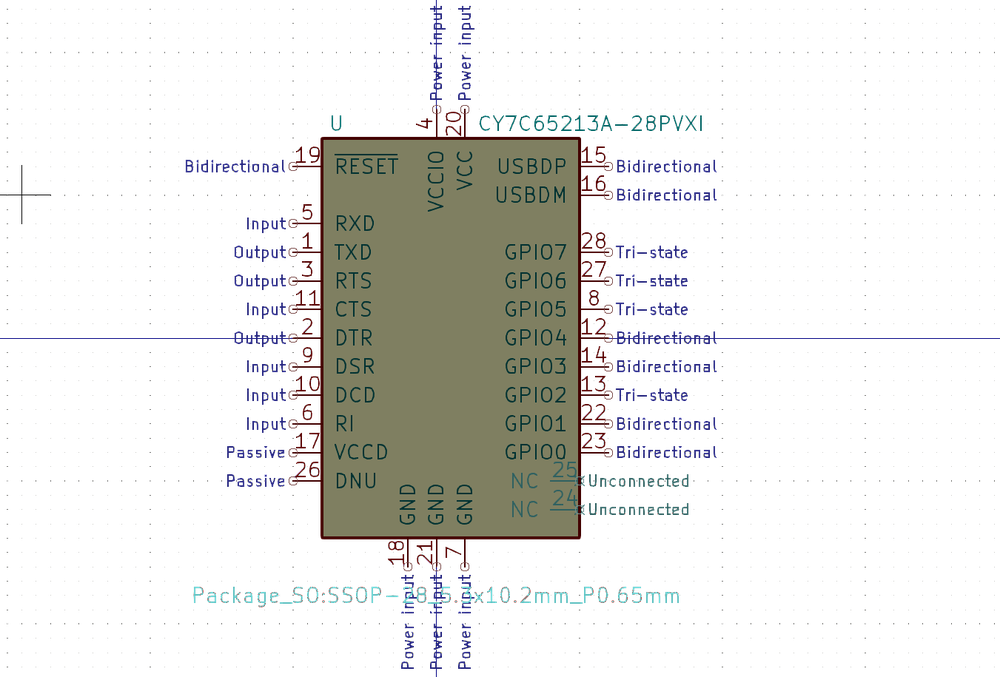 Power input
Power input
U
4
20
CY7C65213A-28PVXI
Bidirectional 19 RESET
VCCIO
VCC
USBDP 15 Bidirectional
USBDM 16 Bidirectional
Input 5 RXD
Output 1 TXD
GPIO7 28 Tri-state
Output 3 RTS
GPIO6 27 Tri-state
Input 11 CTS
GPIO5 8 Tri-state
Output 2 DTR
GPIO4 12 Bidirectional
Input 9 DSR
GPIO3 14 Bidirectional
Input 10 DCD
GPIO2 13 Tri-state
Input 6 RI
GPIO1 22 Bidirectional
Passive 17 VCCD
GPIO0 23 Bidirectional
Passive 26 DNU
NC 25 Unconnected
NC 24 Unconnected
GND
GND
GND
18
21
7
Package_SO:SSOP-28_5.3x10.2mm_P0.65mm
Power input
Power input
Power input